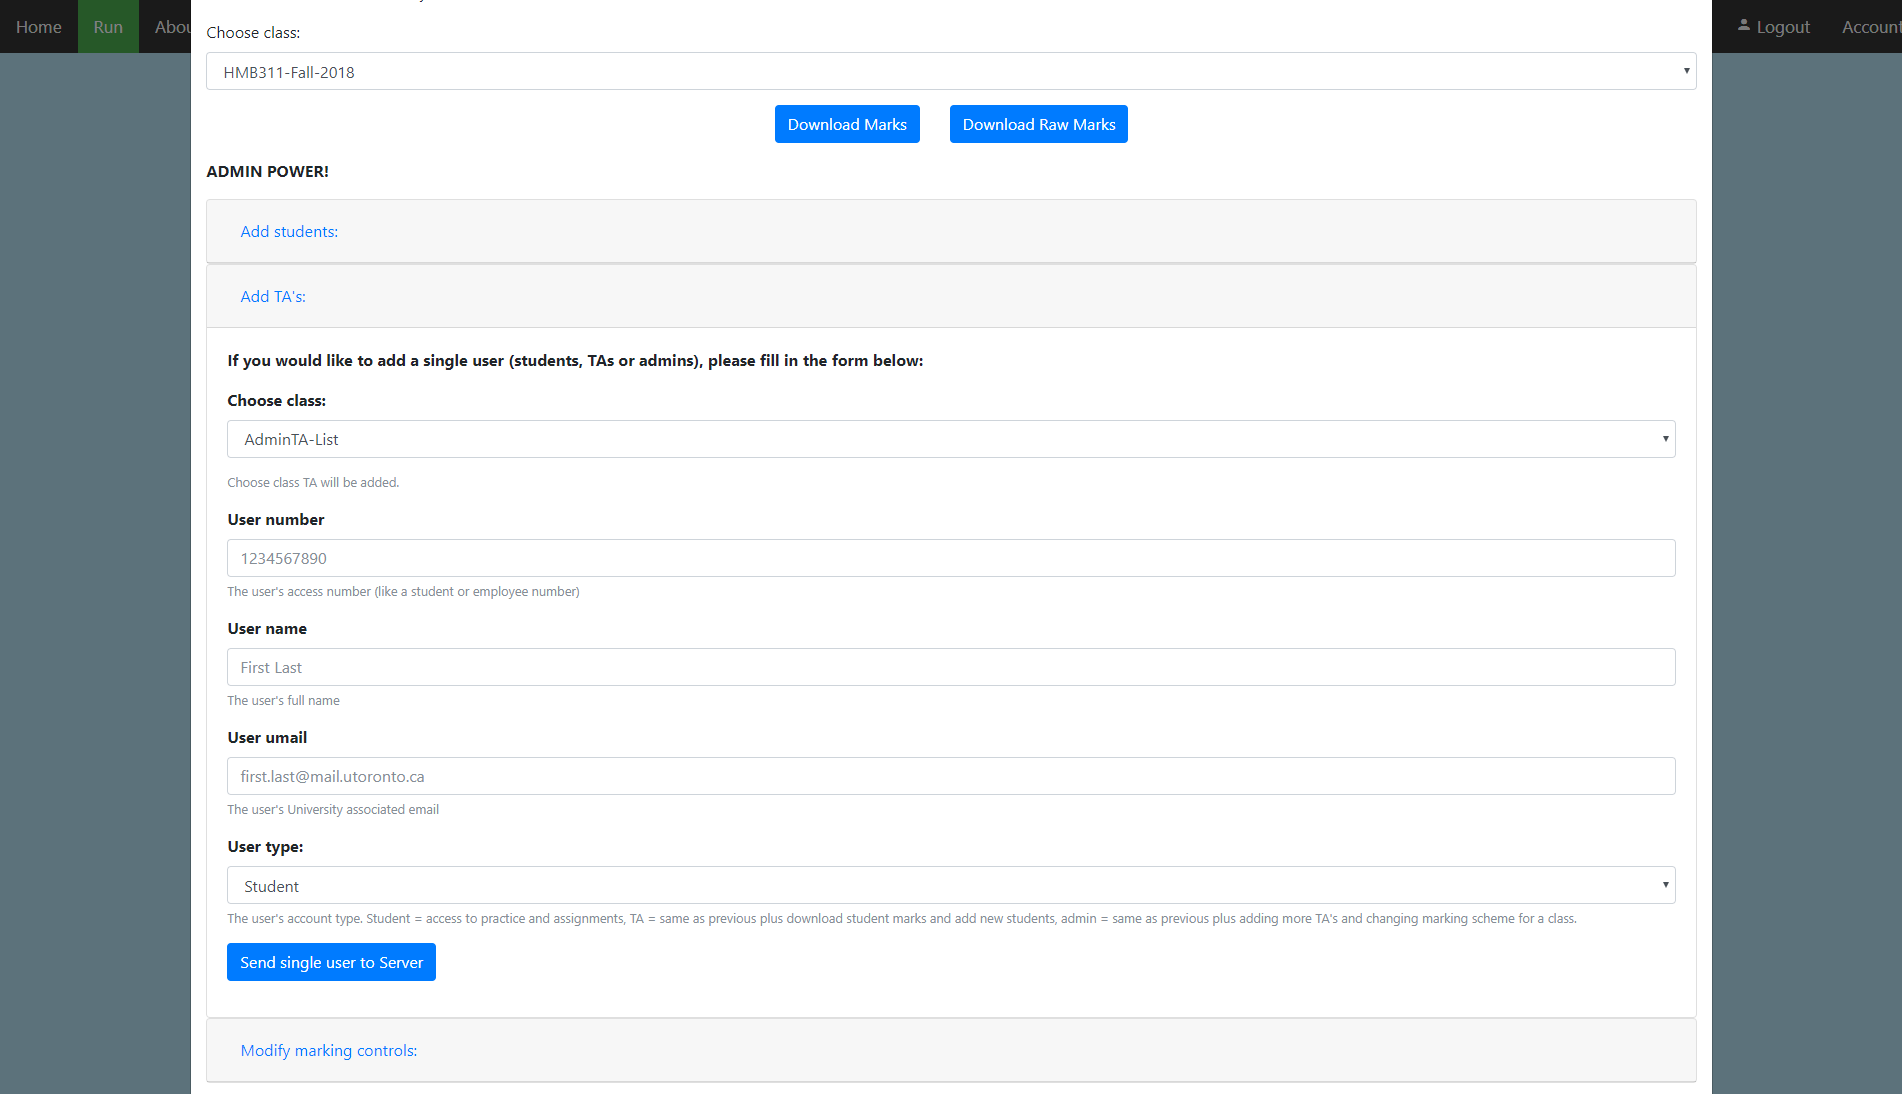 Home Run Abou Logout Account
Choose class:
HMB311-Fall-2018
Download Marks Download Raw Marks
ADMIN POWER!
Add students:
Add TA's:
If you would like to add a single user (students, TAs or admins), please fill in the form below:
Choose class:
AdminTA-List
Choose class TA will be added.
User number
1234567890
The user's access number (like a student or employee number)
User name
First Last
The user's full name
User umail
first.last@mail.utoronto.ca
The user's University associated email
User type:
Student
The user's account type. Student = access to practice and assignments, TA = same as previous plus download student marks and add new students, admin = same as previous plus adding more TA's and changing marking scheme for a class.
Send single user to Server
Modify marking controls: